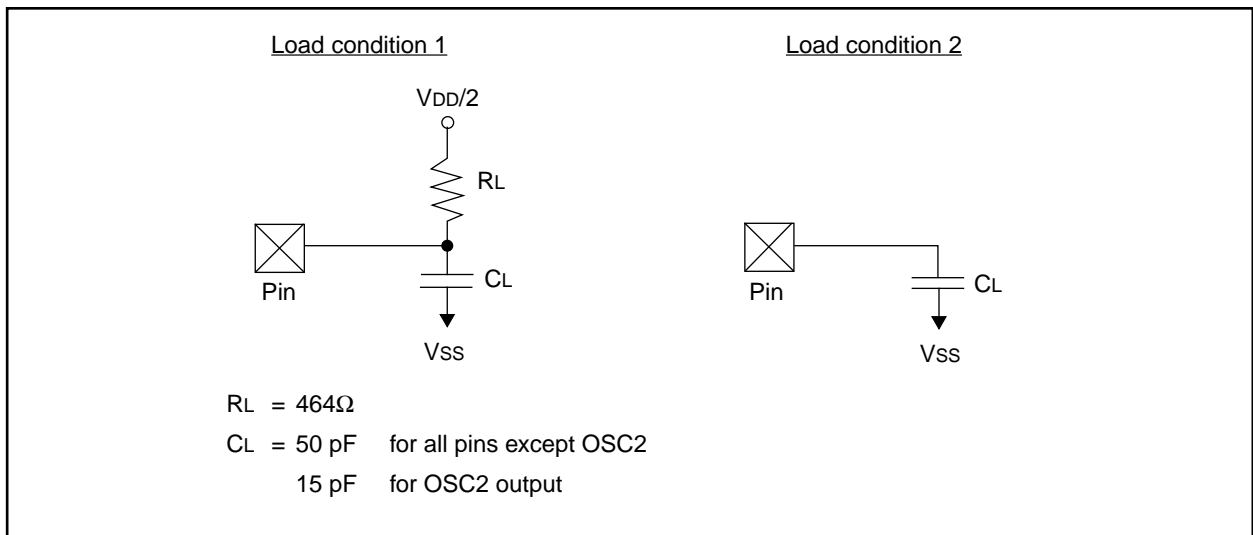 Load condition 1
Load condition 2
VDD/2
RL
Pin
CL
VSS
Pin
CL
VSS
RL = 464Ω
CL = 50 pF for all pins except OSC2
15 pF for OSC2 output